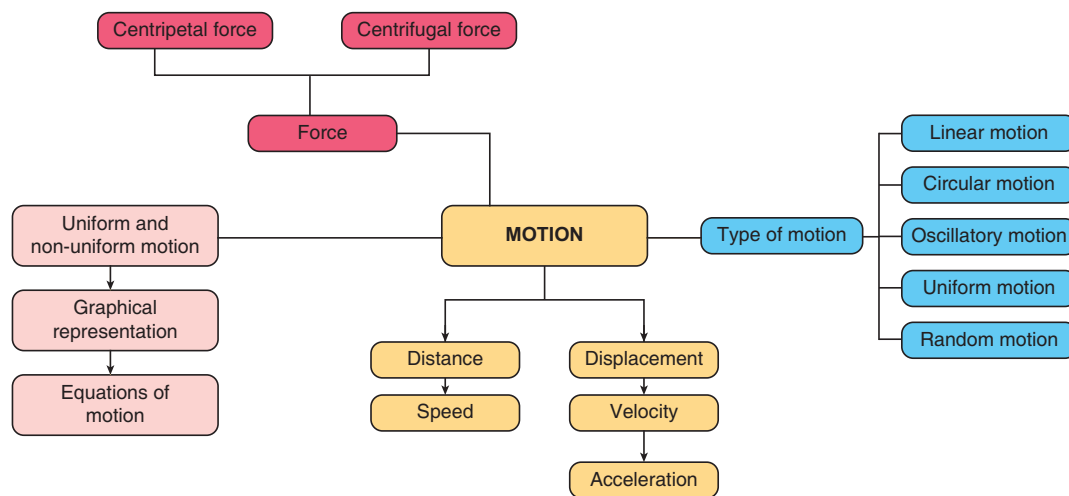 Centripetal force
Centrifugal force
Force
Linear motion
Circular motion
Uniform and
non-uniform motion
MOTION
Type of motion
Oscillatory motion
Uniform motion
Graphical
representation
Random motion
Distance
Displacement
Equations of
motion
Speed
Velocity
Acceleration